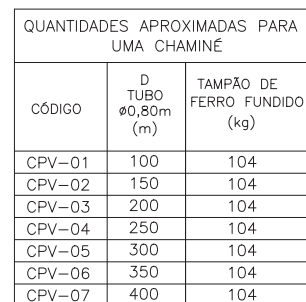 QUANTIDADES APROXIMADAS PARA
UMA CHAMINÉ
CÓDIGO
D
TUBO
ø0,80m
(m)
TAMPÃO DE
FERRO FUNDIDO
(kg)
CPV–01 100 104
CPV–02 150 104
CPV–03 200 104
CPV–04 250 104
CPV–05 300 104
CPV–06 350 104
CPV–07 400 104